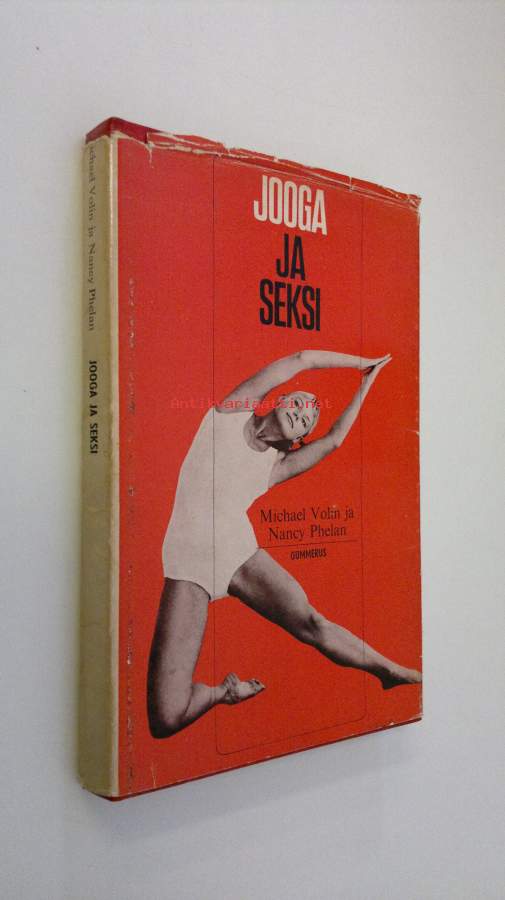 JOOGA
JA
SEKSI
Michael Volin ja
Nancy Phelan
GUMMERUS
Michael Volin ja Nancy Phelan
JOOGA JA SEKSI
Antikvariaatti.net